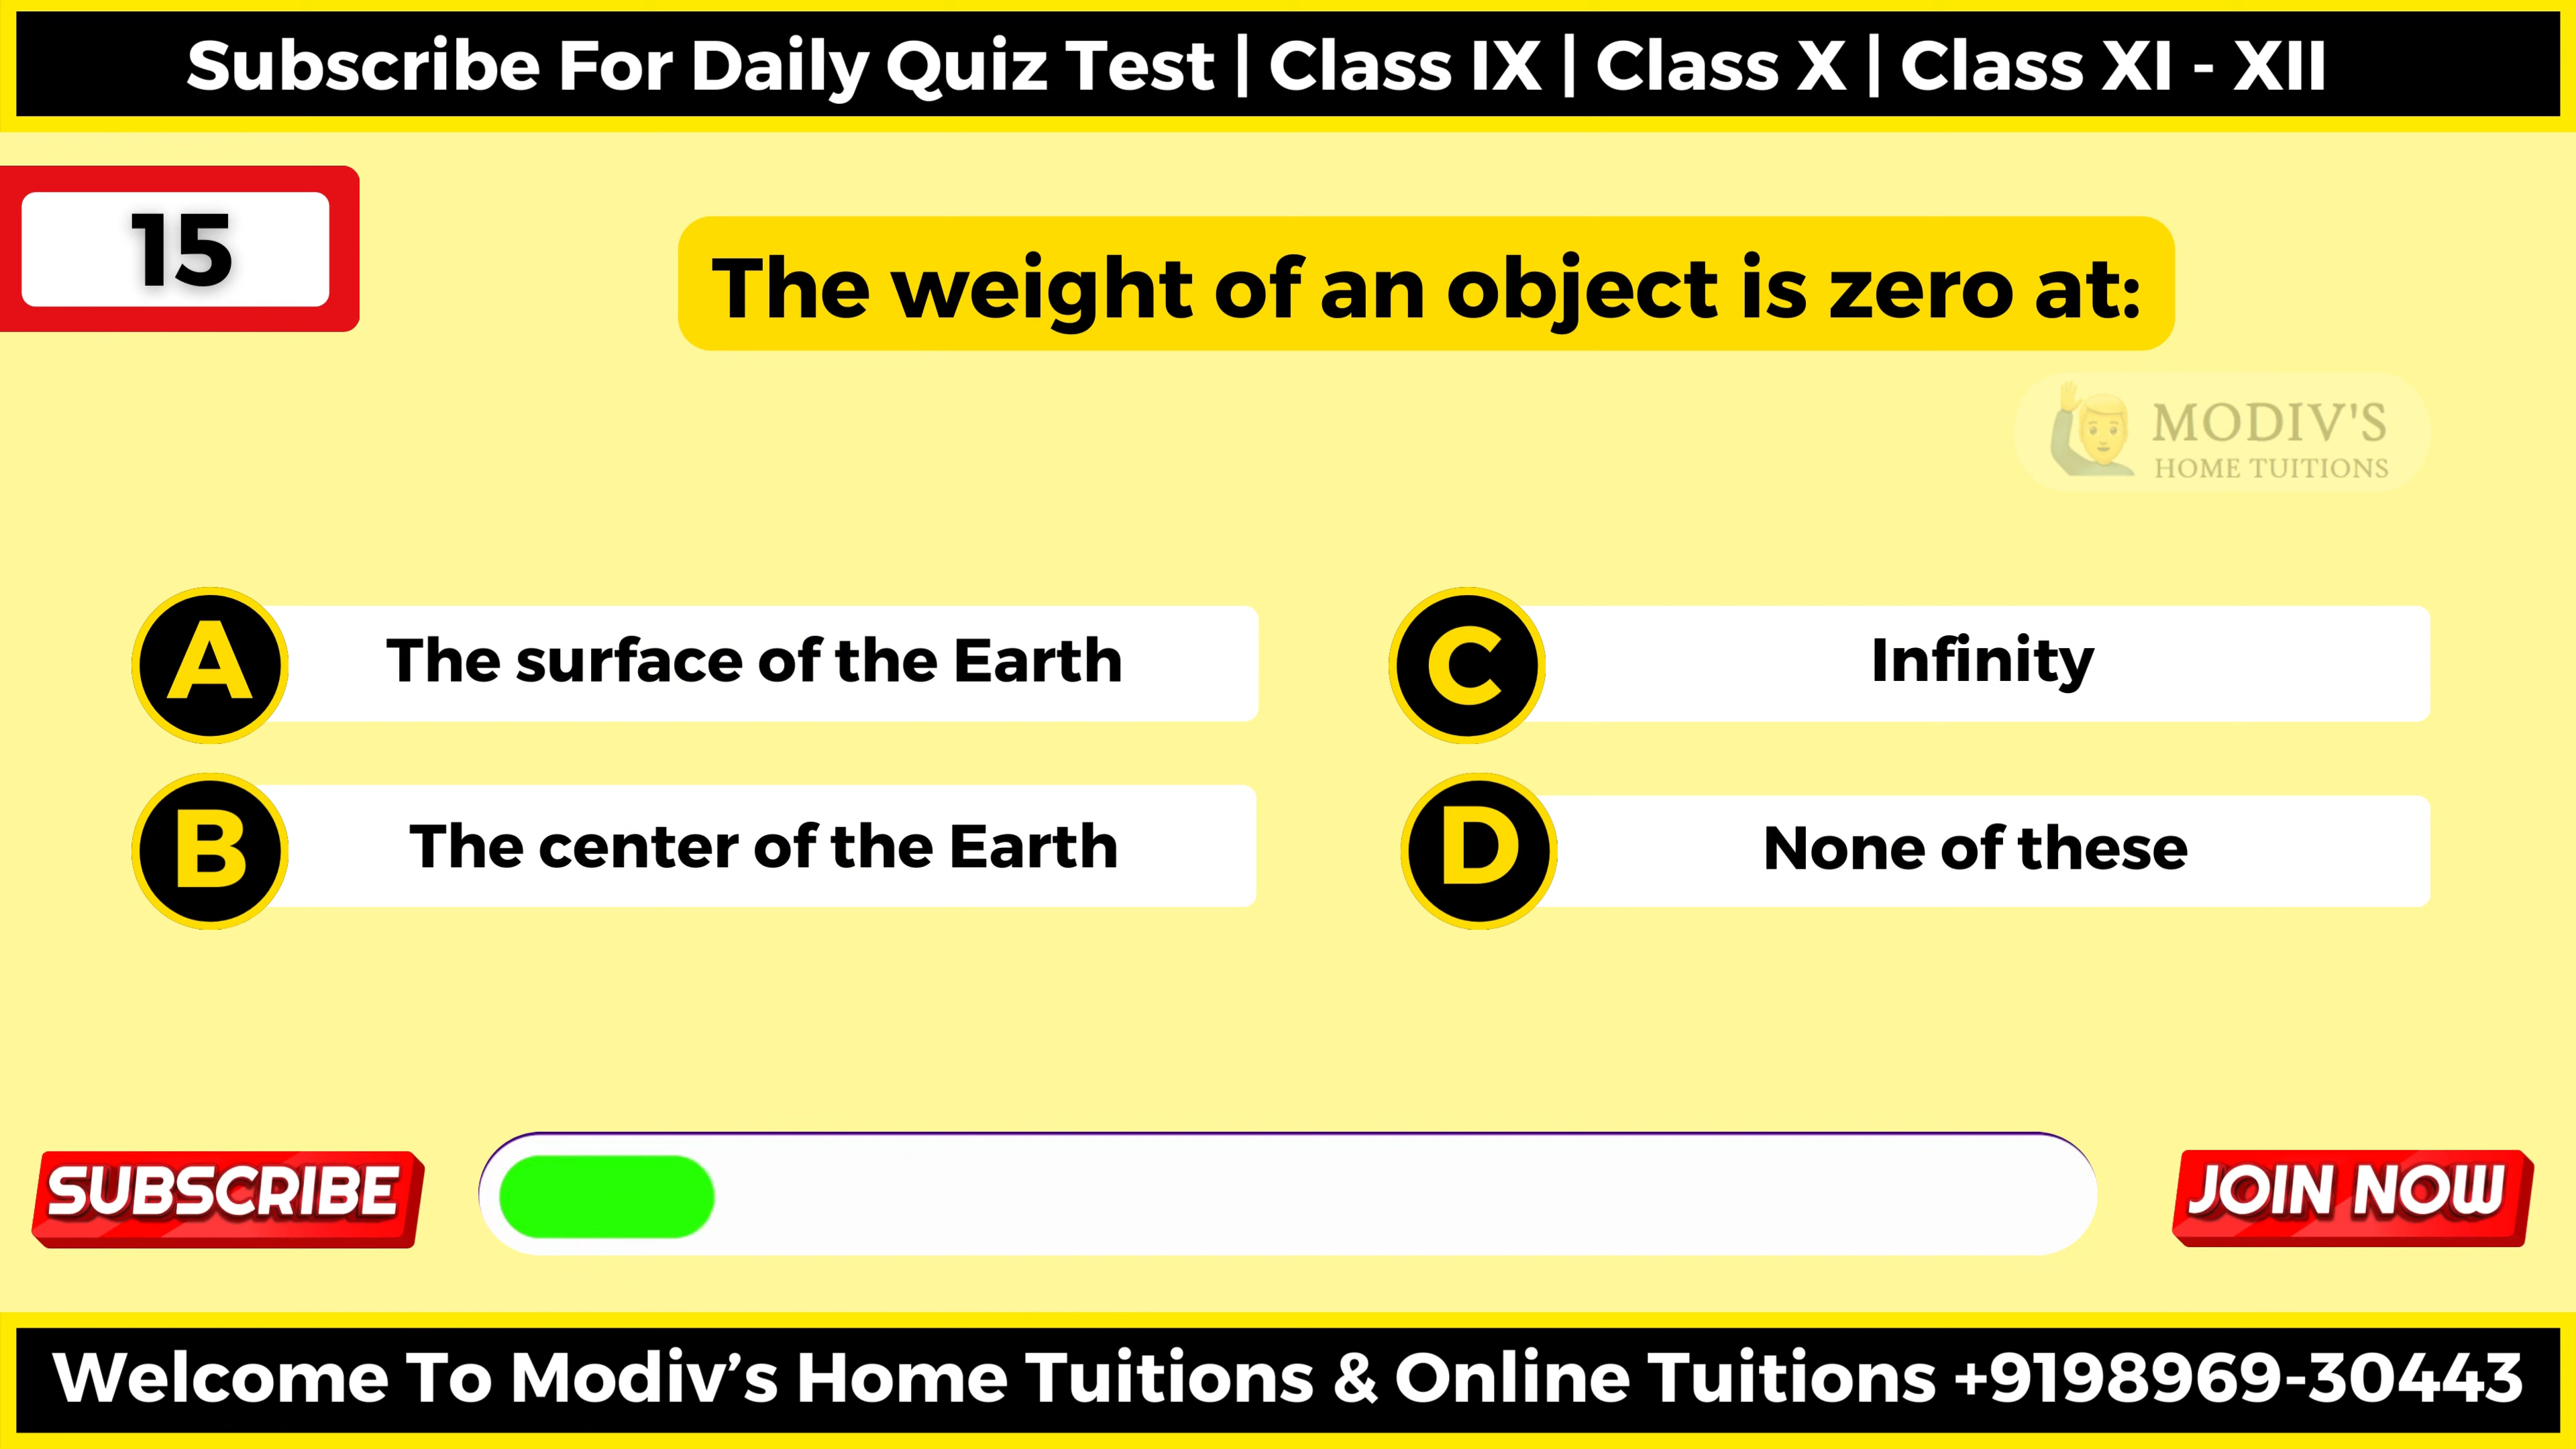 Subscribe For Daily Quiz Test | Class IX | Class X | Class XI - XII
15
The weight of an object is zero at:
MODIV'S
HOME TUITIONS
A
The surface of the Earth
C
Infinity
B
The center of the Earth
D
None of these
SUBSCRIBE
JOIN NOW
Welcome To Modiv’s Home Tuitions & Online Tuitions +9198969-30443